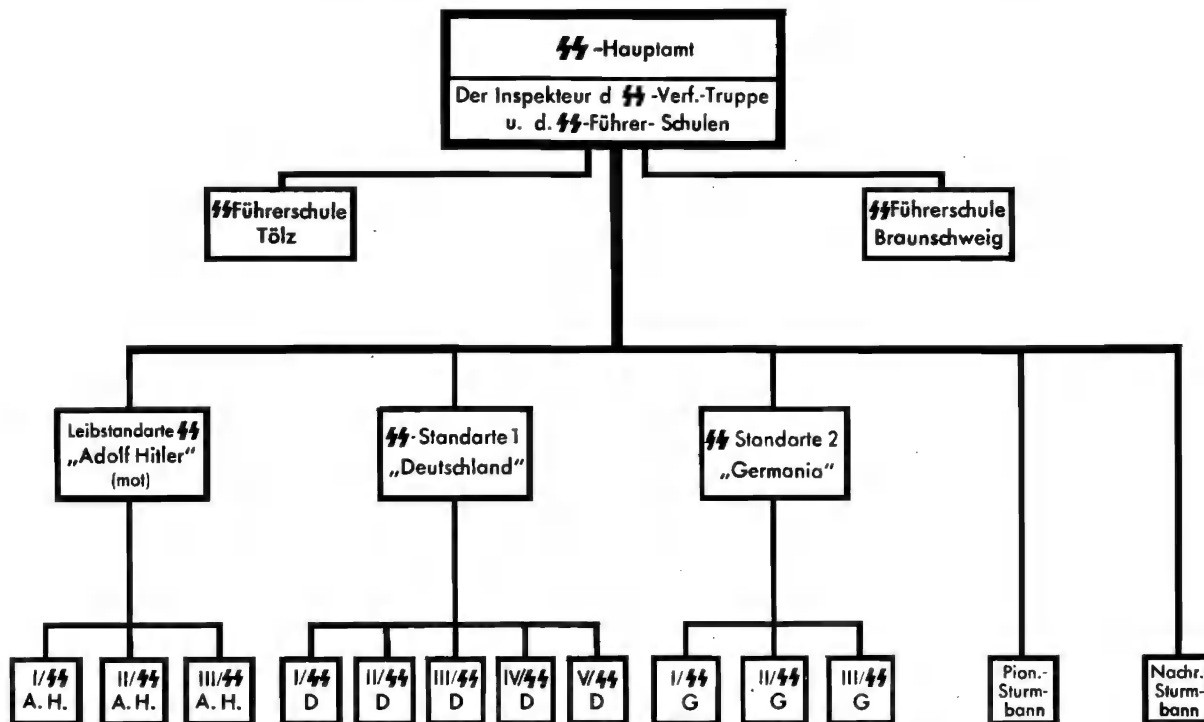 SS-Hauptamt
Der Inspekteur d SS-Verf.-Truppe
u. d. SS-Führer-Schulen
SSFührerschule
Tölz
SSFührerschule
Braunschweig
Leibstandarte SS
„Adolf Hitler“
(mot)
SS-Standarte 1
„Deutschland“
SS Standarte 2
„Germania“
I/SS
A. H.
II/SS
A. H.
III/SS
A. H.
I/SS
D
II/SS
D
III/SS
D
IV/SS
D
V/SS
D
I/SS
G
II/SS
G
III/SS
G
Pion.-
Sturm-
bann
Nachr.
Sturm-
bann